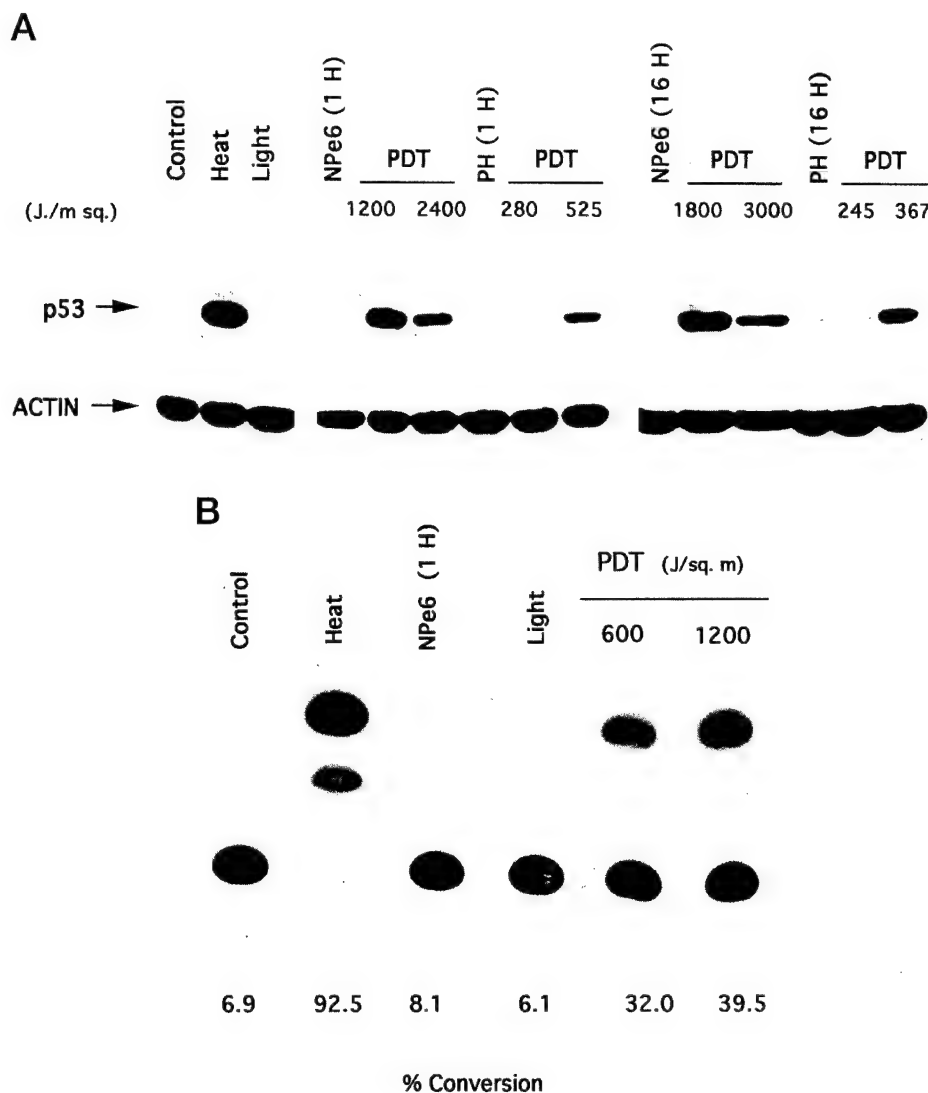 A
Control
Heat
Light
NPe6 (1 H)
PDT
PH (1 H)
PDT
NPe6 (16 H)
PDT
PH (16 H)
PDT
(J./m sq.)
1200 2400 280 525 1800 3000 245 367
p53
ACTIN
B
Control
Heat
NPe6 (1 H)
Light
PDT (J/sq. m)
600 1200
6.9 92.5 8.1 6.1 32.0 39.5
% Conversion